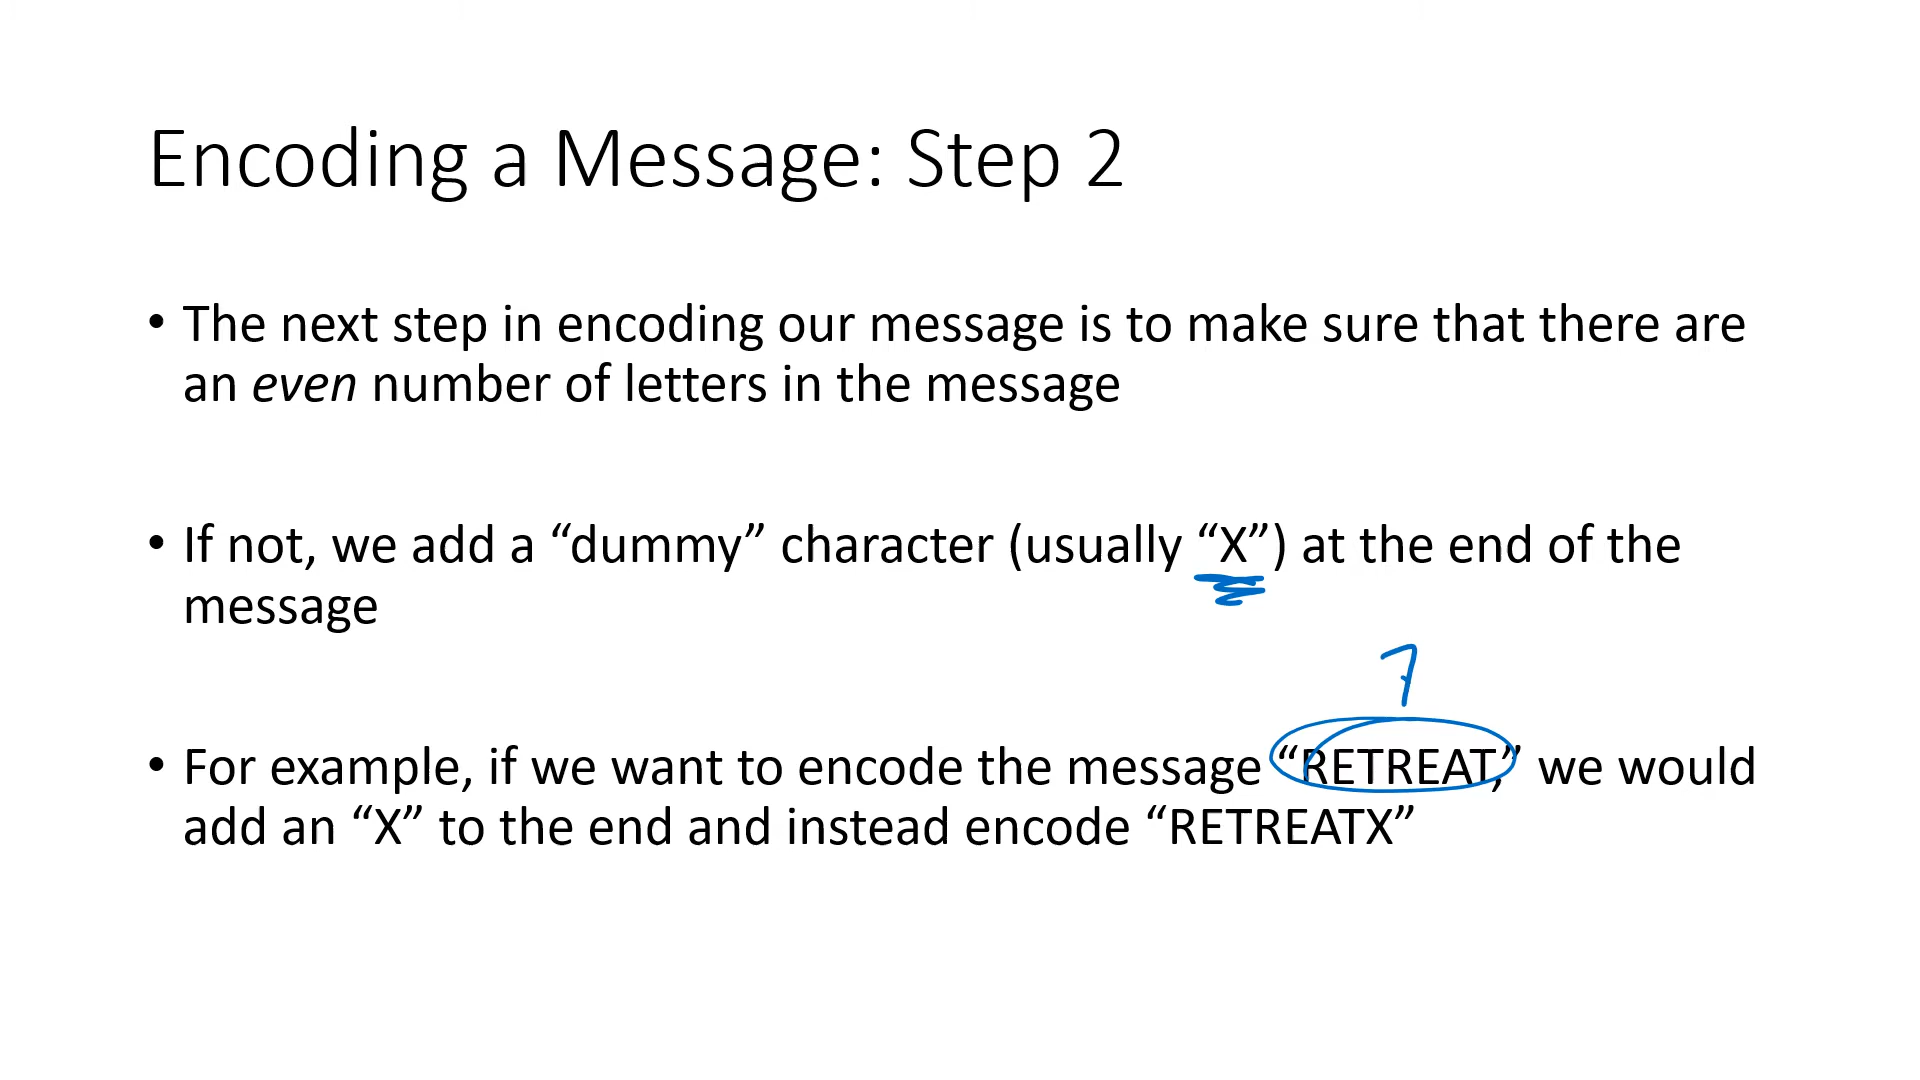 Encoding a Message: Step 2
• The next step in encoding our message is to make sure that there are
an even number of letters in the message
• If not, we add a “dummy” character (usually “X”) at the end of the
message
7
• For example, if we want to encode the message “RETREAT,” we would
add an “X” to the end and instead encode “RETREATX”